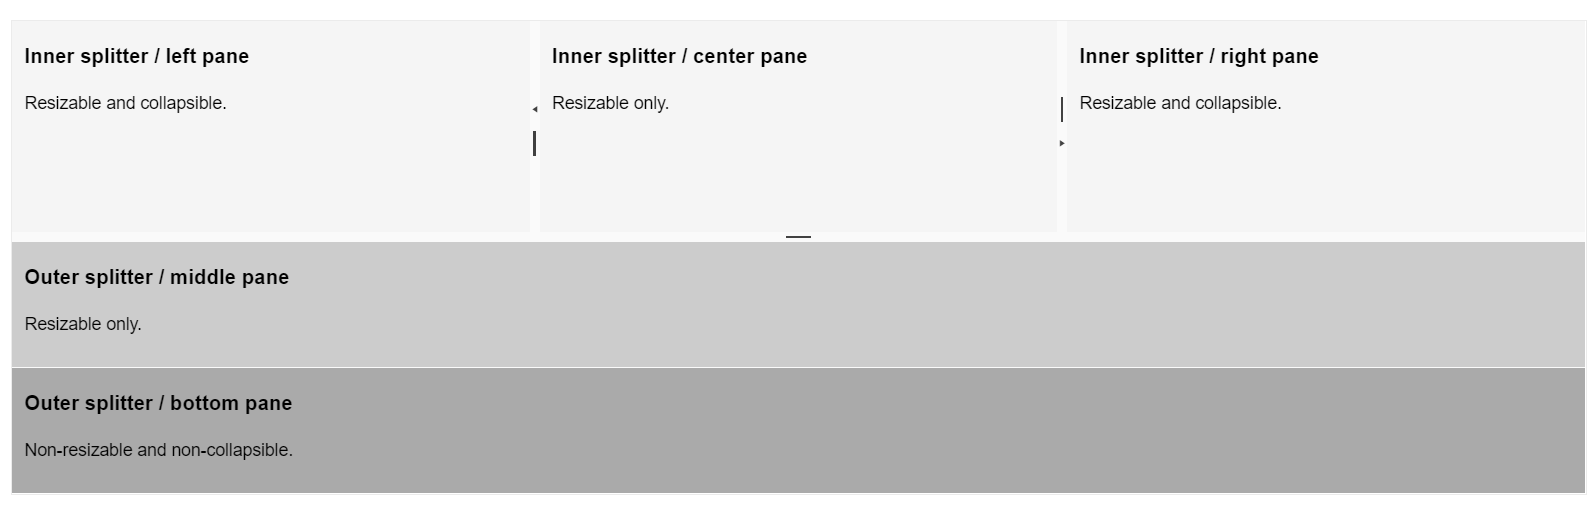 Inner splitter / left pane
Resizable and collapsible.
Inner splitter / center pane
Resizable only.
Inner splitter / right pane
Resizable and collapsible.
Outer splitter / middle pane
Resizable only.
Outer splitter / bottom pane
Non-resizable and non-collapsible.